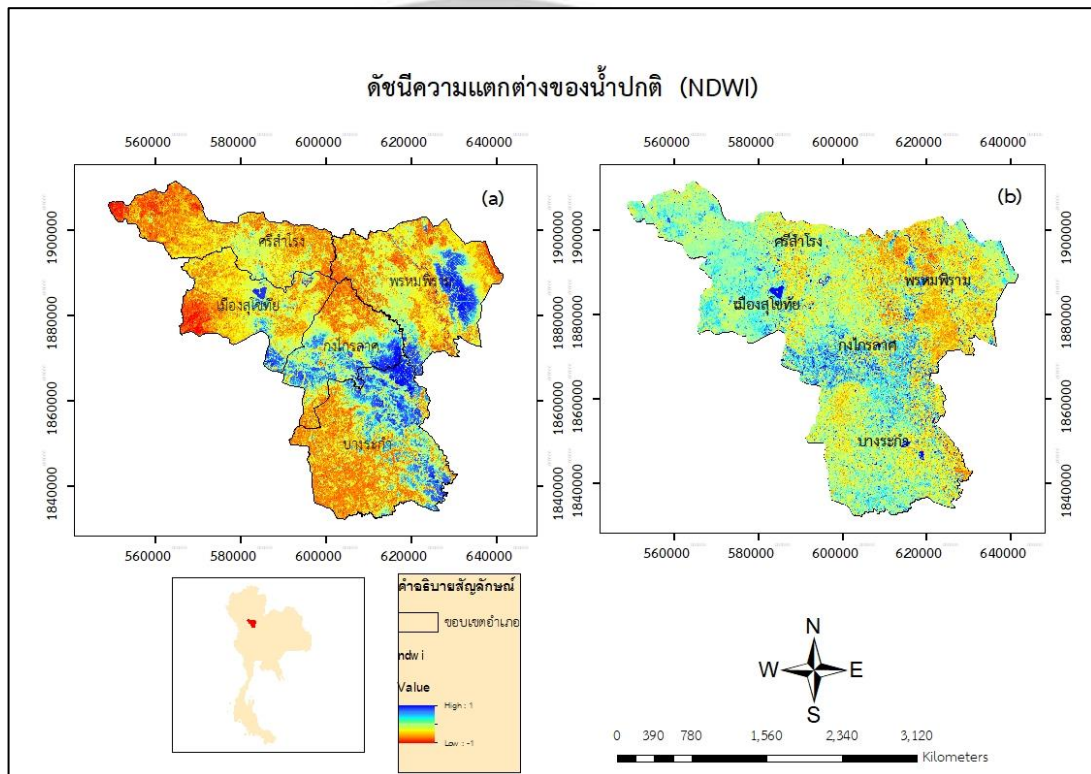 ดัชนีความแตกต่างของน้ำปกติ (NDWI)
560000 580000 600000 620000 640000
560000 580000 600000 620000 640000
(a)
(b)
1900000
1880000
1860000
1840000
ศรีสำโรง
พรหมพิราม
เมืองสุโขทัย
กงไกรลาศ
บางระกำ
1900000
1880000
1860000
1840000
1900000
1880000
1860000
1840000
ศรีสำโรง
พรหมพิราม
เมืองสุโขทัย
กงไกรลาศ
บางระกำ
1900000
1880000
1860000
1840000
560000 580000 600000 620000 640000
560000 580000 600000 620000 640000
คำอธิบายสัญลักษณ์
ขอบเขตอำเภอ
ndwi
Value
High : 1
Low : -1
N
W E
S
0 390 780 1,560 2,340 3,120
Kilometers